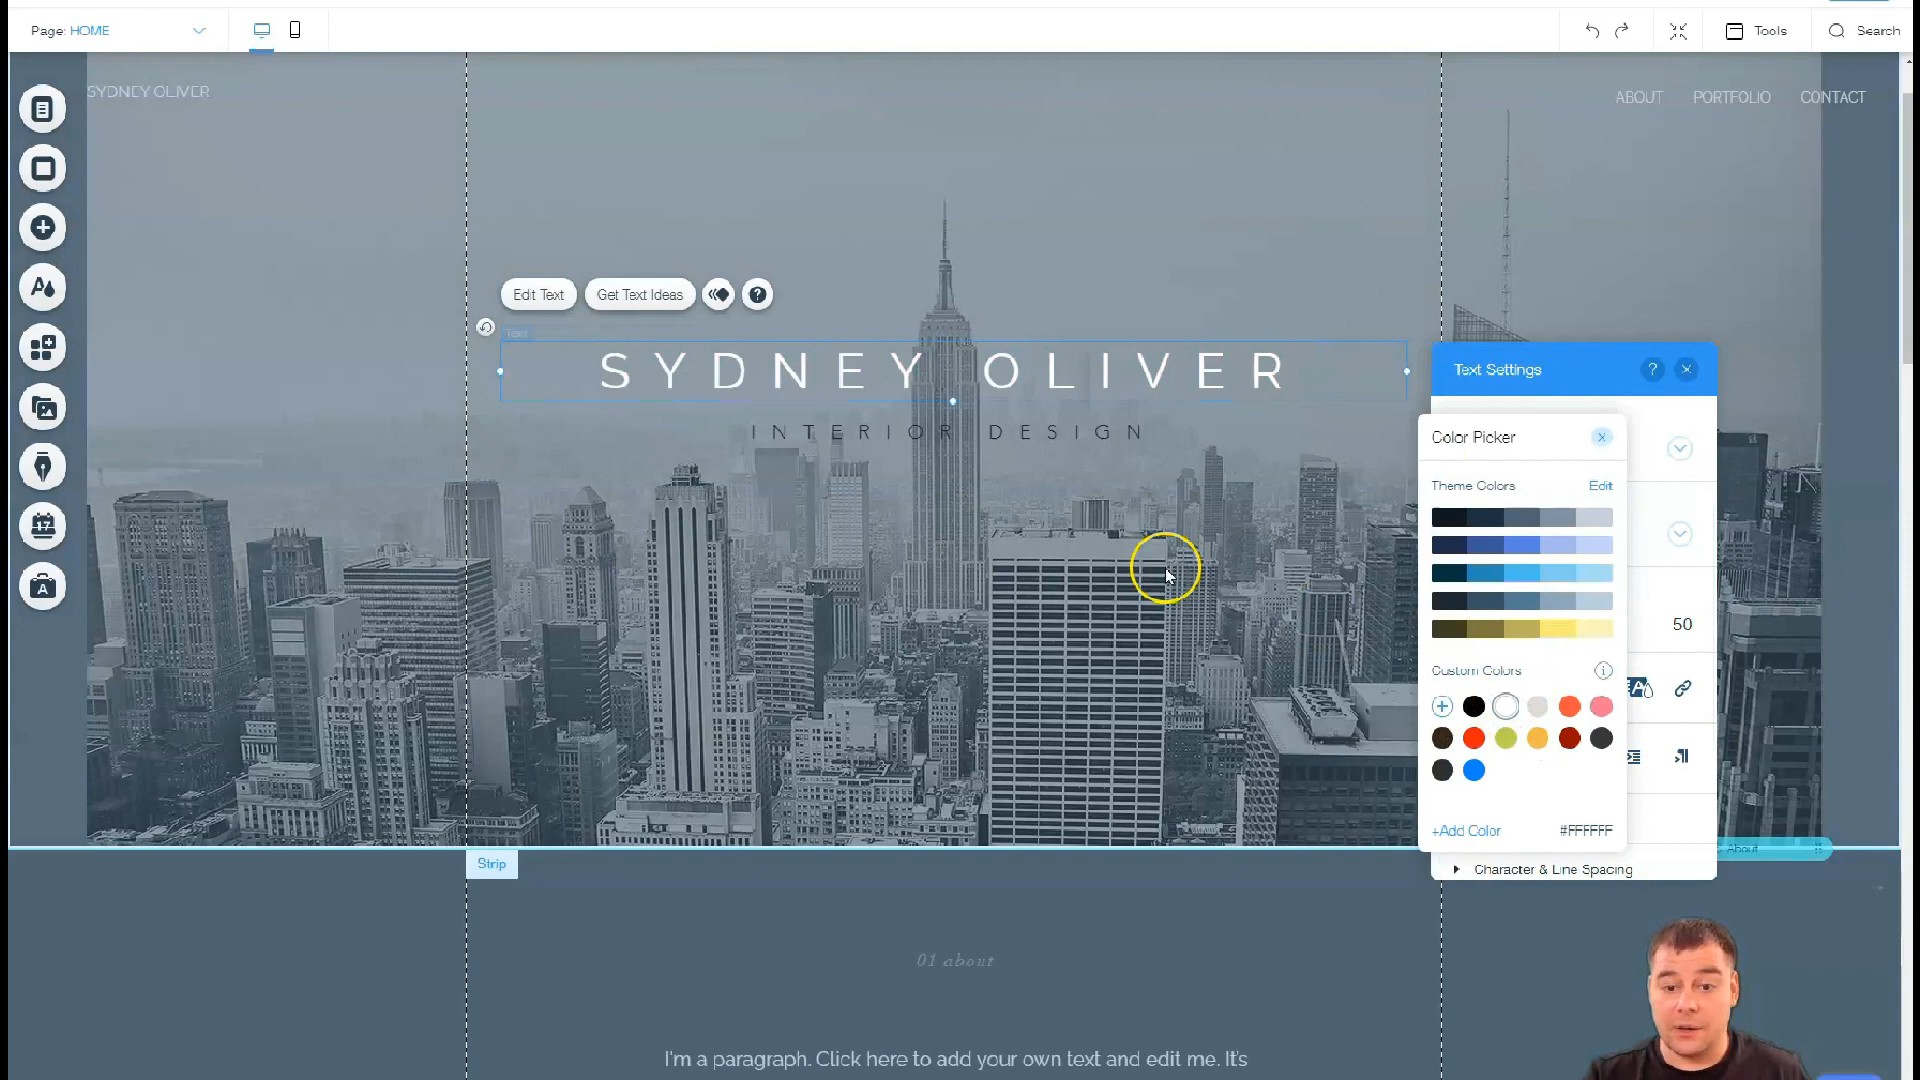 Page: HOME
Tools
Search
SYDNEY OLIVER
ABOUT PORTFOLIO CONTACT
Edit Text
Get Text Ideas
Text
SYDNEY OLIVER
INTERIOR DESIGN
Text Settings
Color Picker
Theme Colors
Edit
50
Custom Colors
+Add Color
#FFFFFF
About
Character & Line Spacing
Strip
01 about
I'm a paragraph. Click here to add your own text and edit me. It's